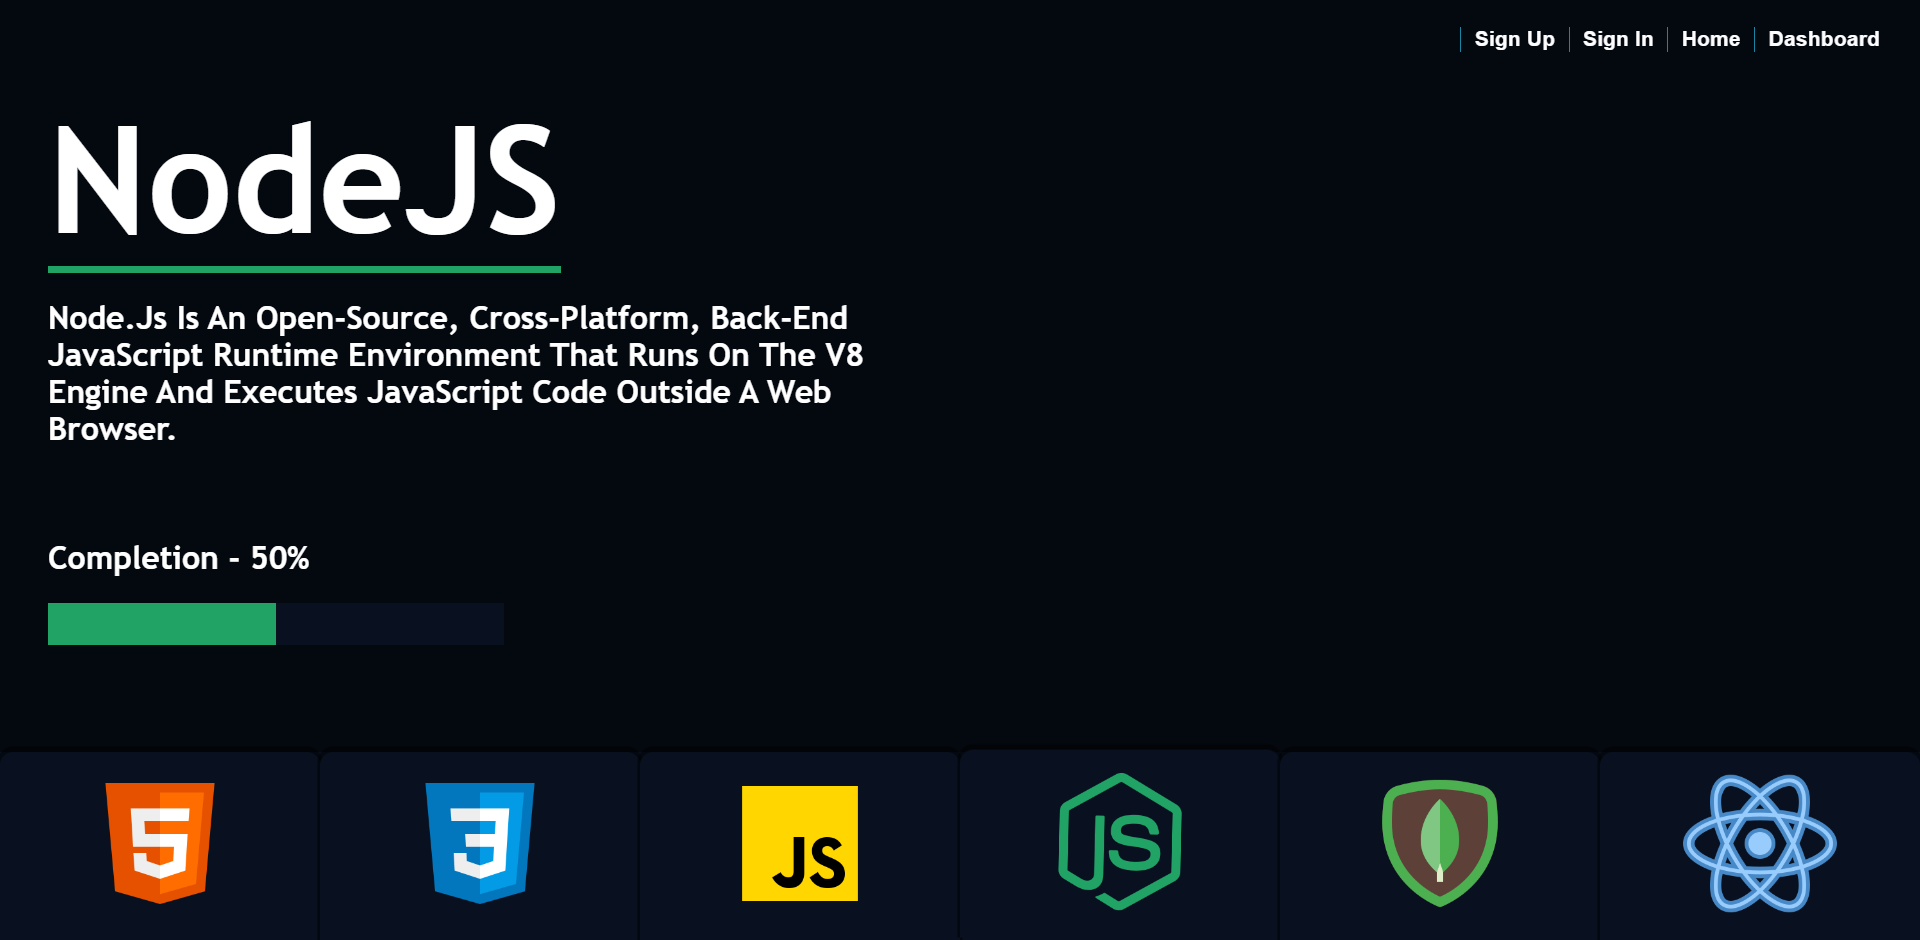 Sign Up Sign In Home Dashboard
NodeJS
Node.Js Is An Open-Source, Cross-Platform, Back-End
JavaScript Runtime Environment That Runs On The V8
Engine And Executes JavaScript Code Outside A Web
Browser.
Completion - 50%
5 3 JS JS